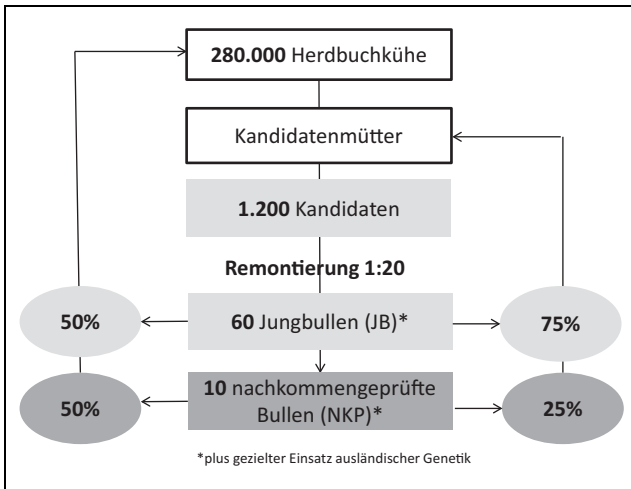 280.000 Herdbuchkühe
Kandidatenmütter
1.200 Kandidaten
Remontierung 1:20
50%
60 Jungbullen (JB)*
75%
50%
10 nachkommengeprüfte
Bullen (NKP)*
25%
*plus gezielter Einsatz ausländischer Genetik